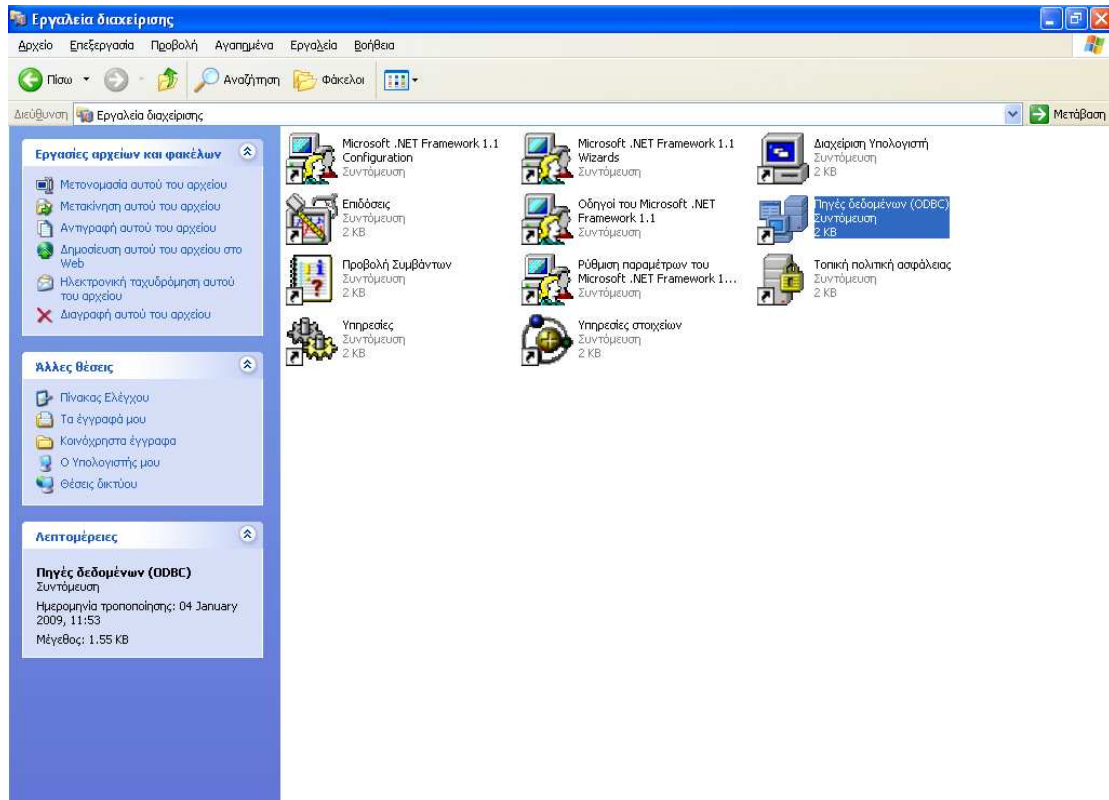 Εργαλεία διαχείρισης
Αρχείο Επεξεργασία Προβολή Αγαπημένα Εργαλεία Βοήθεια
Πίσω Αναζήτηση Φάκελοι
Διεύθυνση Εργαλεία διαχείρισης Μετάβαση
Εργασίες αρχείων και φακέλων
Μετονομασία αυτού του αρχείου
Μετακίνηση αυτού του αρχείου
Αντιγραφή αυτού του αρχείου
Δημοσίευση αυτού του αρχείου στο
Web
Ηλεκτρονική ταχυδρόμηση αυτού
του αρχείου
Διαγραφή αυτού του αρχείου
Άλλες θέσεις
Πίνακας Ελέγχου
Τα έγγραφά μου
Κοινόχρηστα έγγραφα
Ο Υπολογιστής μου
Θέσεις δικτύου
Λεπτομέρειες
Πηγές δεδομένων (ODBC)
Συντόμευση
Ημερομηνία τροποποίησης: 04 January
2009, 11:53
Μέγεθος: 1.55 KB
Microsoft .NET Framework 1.1
Configuration
Συντόμευση
Microsoft .NET Framework 1.1
Wizards
Συντόμευση
Διαχείριση Υπολογιστή
Συντόμευση
2 KB
Επιδόσεις
Συντόμευση
2 KB
Οδηγοί του Microsoft .NET
Framework 1.1
Συντόμευση
Πηγές δεδομένων (ODBC)
Συντόμευση
2 KB
Προβολή Συμβάντων
Συντόμευση
2 KB
Ρύθμιση παραμέτρων του
Microsoft .NET Framework 1...
Συντόμευση
Τοπική πολιτική ασφάλειας
Συντόμευση
2 KB
Υπηρεσίες
Συντόμευση
2 KB
Υπηρεσίες στοιχείων
Συντόμευση
2 KB